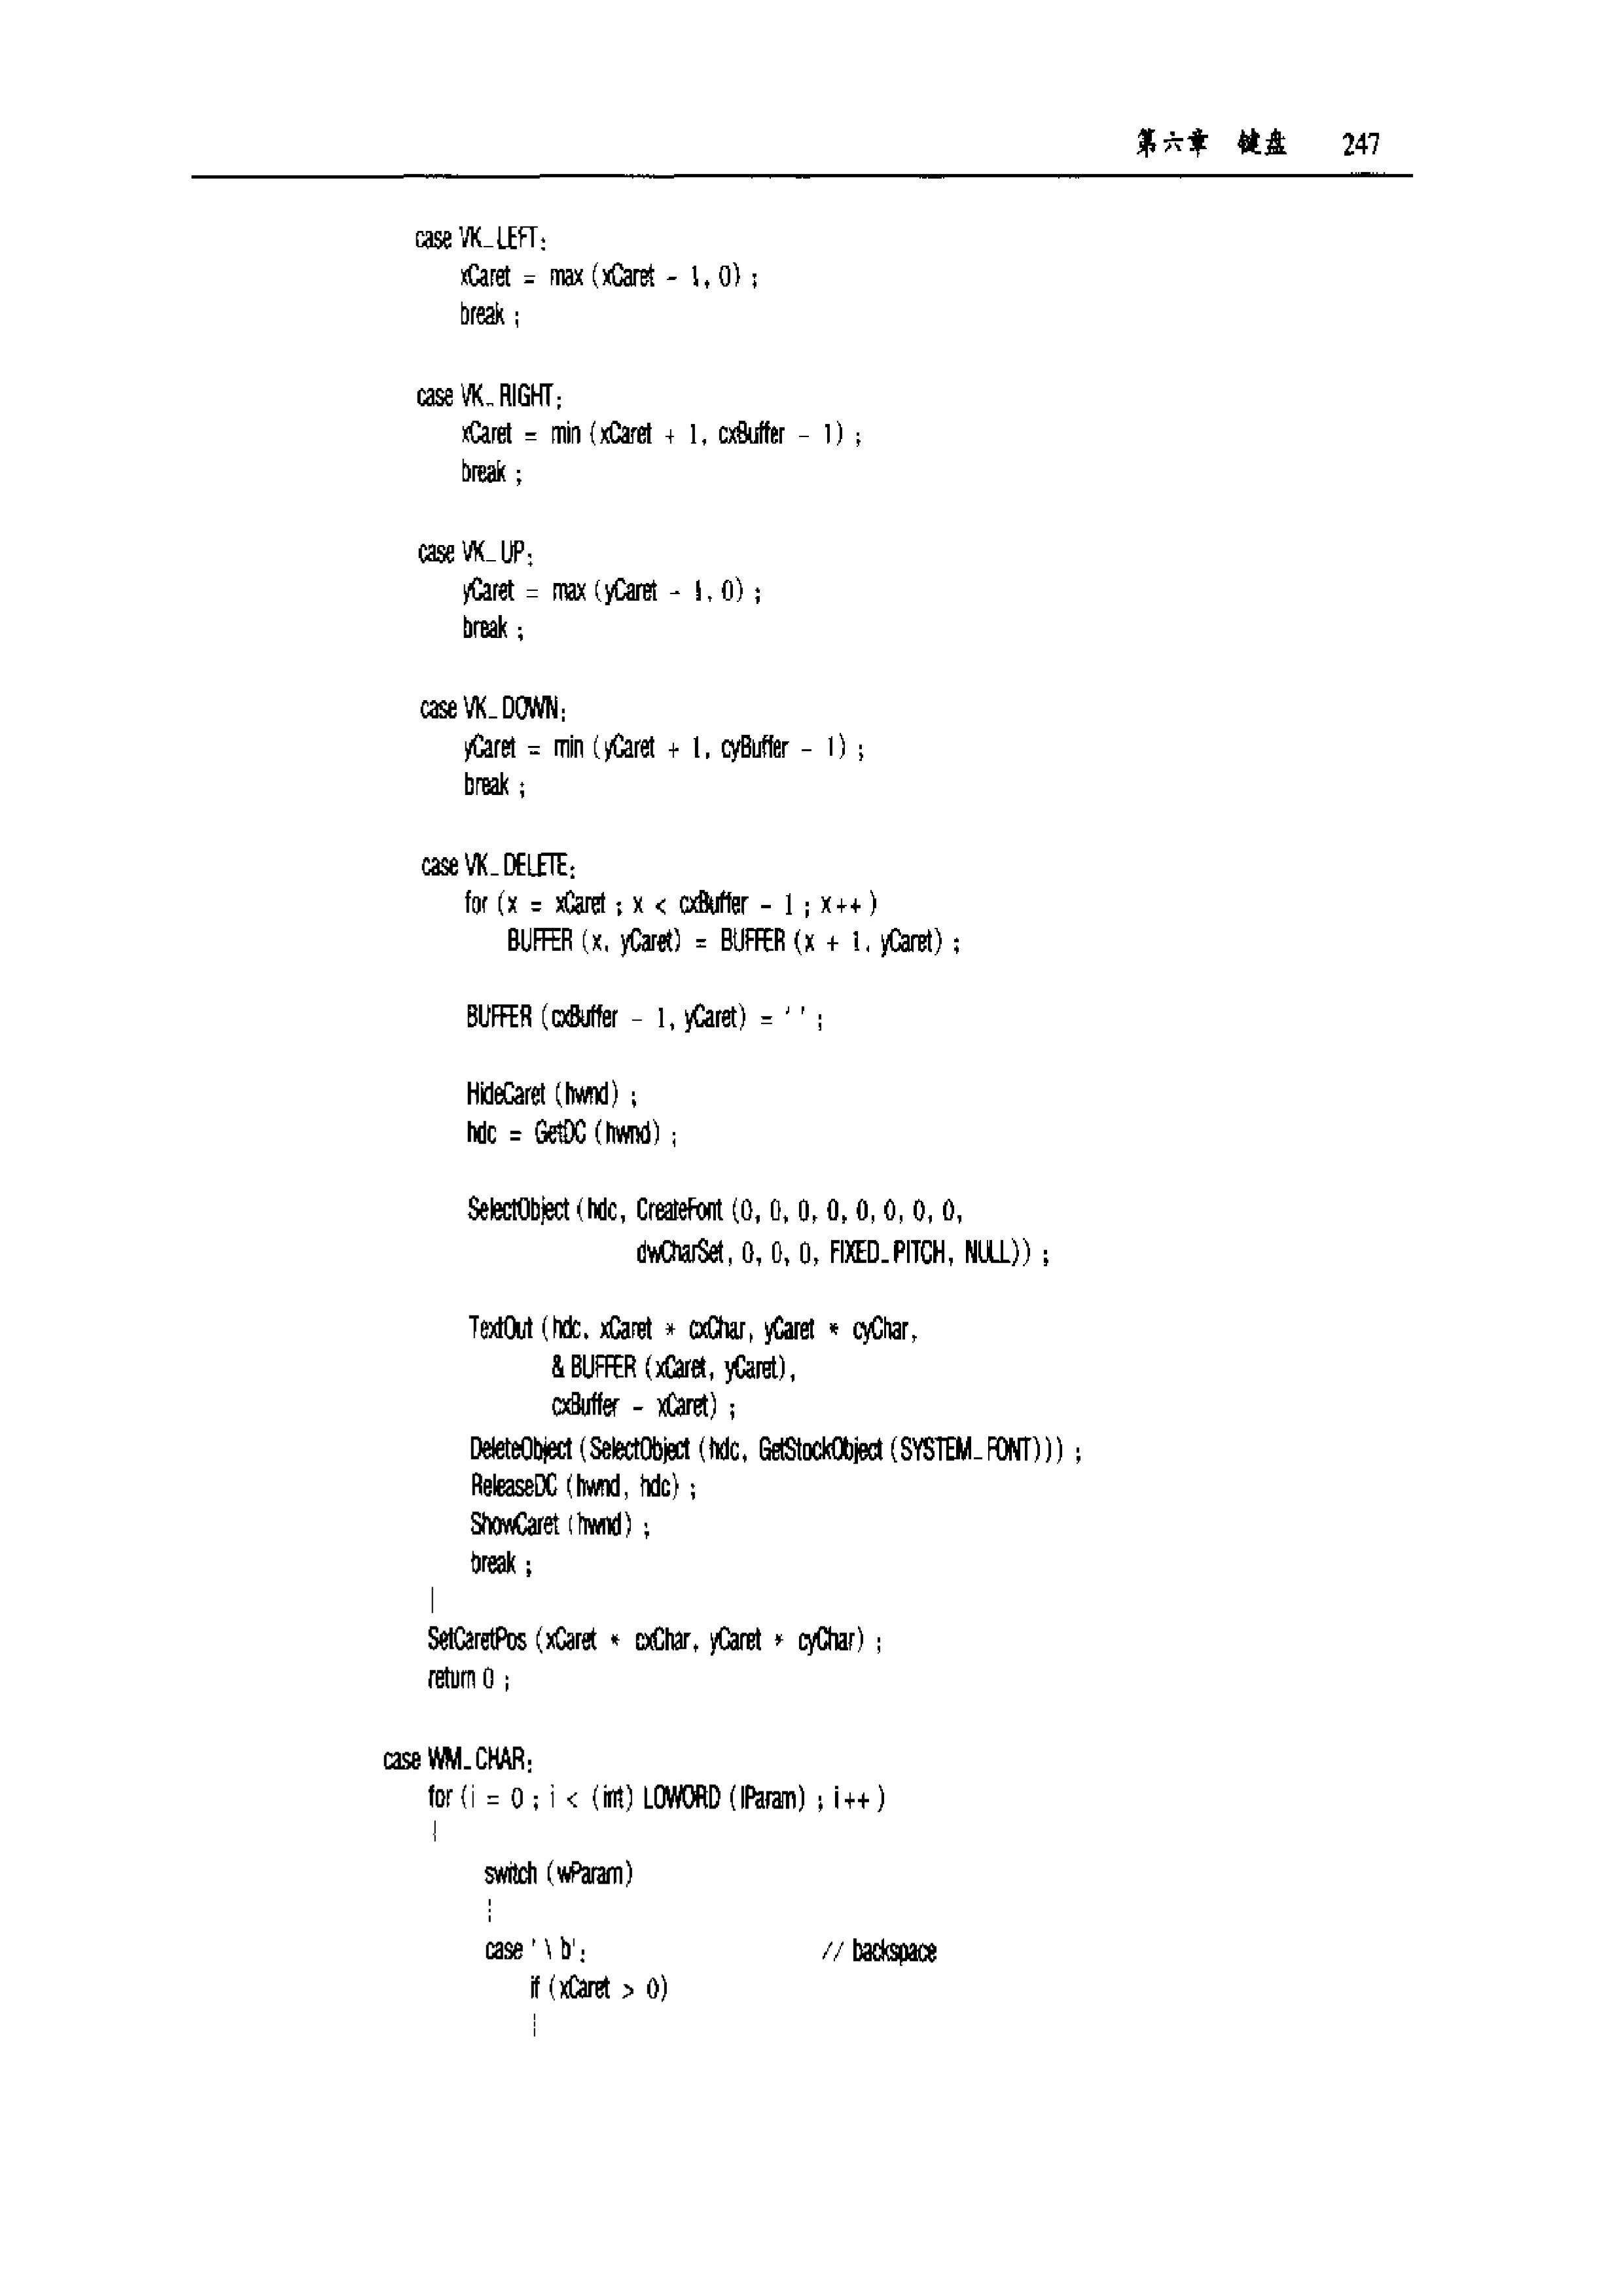 第六章 键盘 247
case VK_LEFT:
xCaret = max (xCaret - 1, 0) ;
break ;
case VK_RIGHT:
xCaret = min (xCaret + 1, cxBuffer - 1) ;
break ;
case VK_UP:
yCaret = max (yCaret - 1, 0) ;
break ;
case VK_DOWN:
yCaret = min (yCaret + 1, cyBuffer - 1) ;
break ;
case VK_DELETE:
for (x = xCaret ; x < cxBuffer - 1 ; x++ )
BUFFER (x, yCaret) = BUFFER (x + 1, yCaret) ;
BUFFER (cxBuffer - 1, yCaret) = ' ' ;
HideCaret (hwnd) ;
hdc = GetDC (hwnd) ;
SelectObject (hdc, CreateFont (0, 0, 0, 0, 0, 0, 0, 0,
dwCharSet, 0, 0, 0, FIXED_PITCH, NULL)) ;
TextOut (hdc, xCaret * cxChar, yCaret * cyChar,
& BUFFER (xCaret, yCaret),
cxBuffer - xCaret) ;
DeleteObject (SelectObject (hdc, GetStockObject (SYSTEM_FONT))) ;
ReleaseDC (hwnd, hdc) ;
ShowCaret (hwnd) ;
break ;
}
SetCaretPos (xCaret * cxChar, yCaret * cyChar) ;
return 0 ;
case WM_CHAR:
for (i = 0 ; i < (int) LOWORD (lParam) ; i++ )
{
switch (wParam)
{
case ' \ b': // backspace
if (xCaret > 0)
{